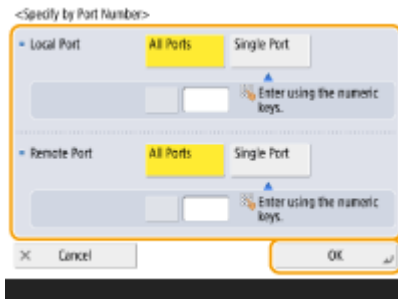 <Specify by Port Number>
Local Port
All Ports
Single Port
Enter using the numeric
keys.
Remote Port
All Ports
Single Port
Enter using the numeric
keys.
× Cancel
OK